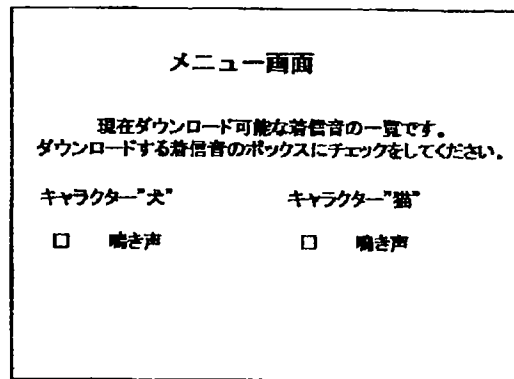 メニュー画面
現在ダウンロード可能な着信音の一覧です。
ダウンロードする着信音のボックスにチェックをしてください。
キャラクター"犬" キャラクター"猫"
□ 鳴き声 □ 鳴き声